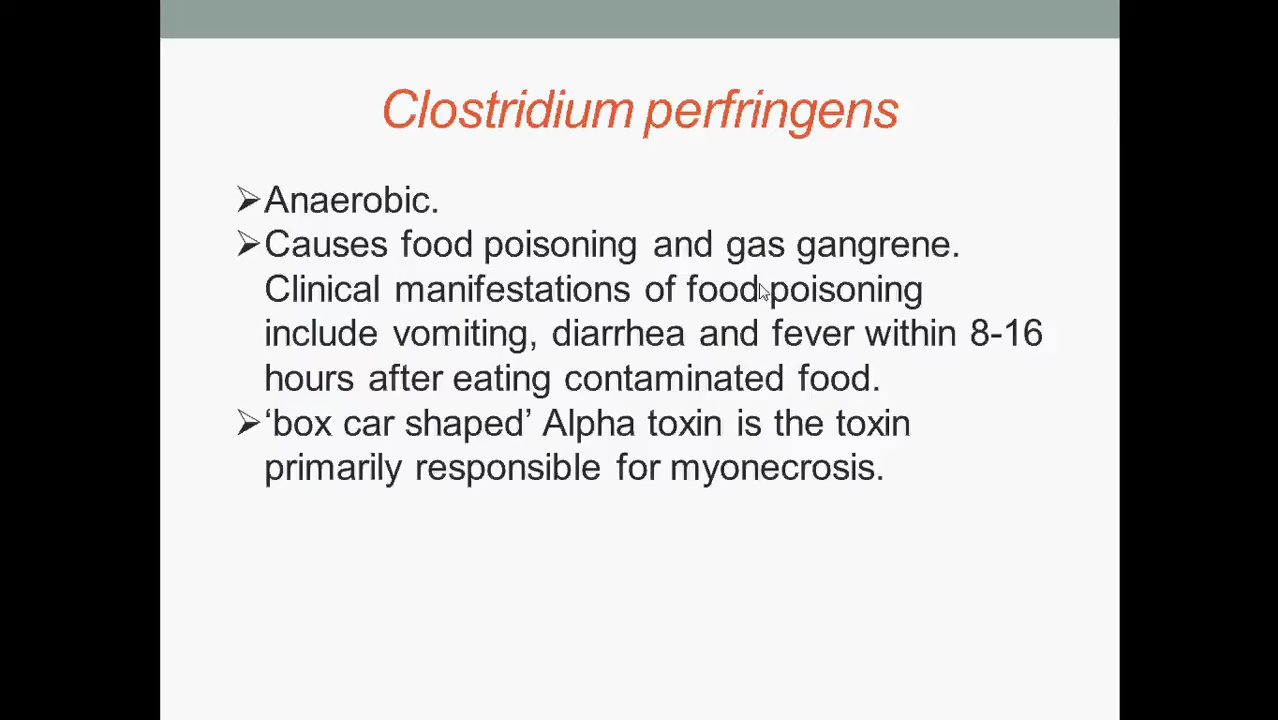 Clostridium perfringens
➢Anaerobic.
➢Causes food poisoning and gas gangrene.
Clinical manifestations of food poisoning
include vomiting, diarrhea and fever within 8-16
hours after eating contaminated food.
➢‘box car shaped’ Alpha toxin is the toxin
primarily responsible for myonecrosis.